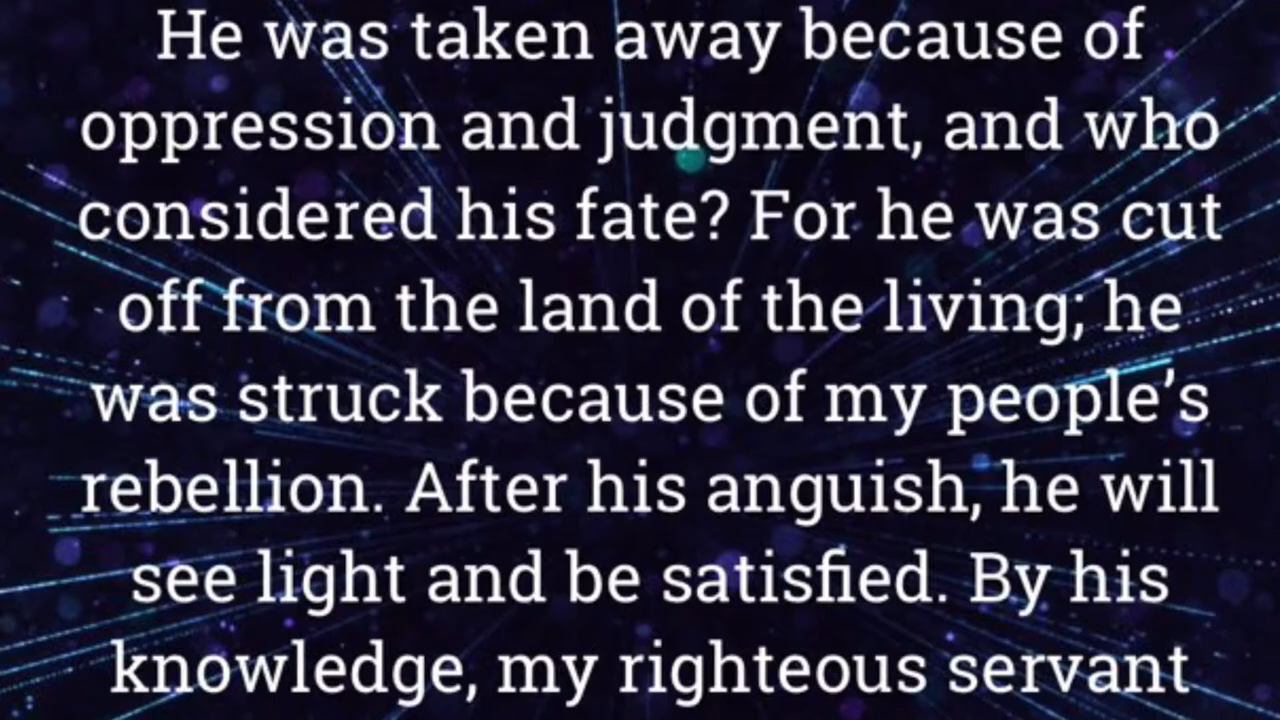 He was taken away because of
oppression and judgment, and who
considered his fate? For he was cut
off from the land of the living; he
was struck because of my people’s
rebellion. After his anguish, he will
see light and be satisfied. By his
knowledge, my righteous servant